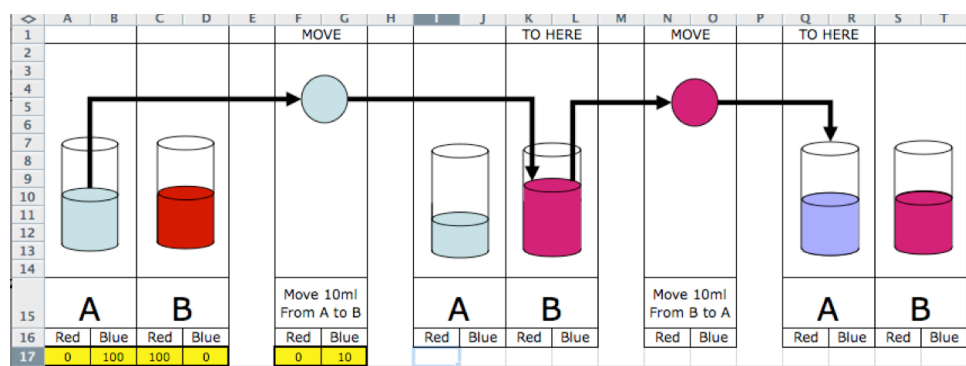 A B C D E F G H I J K L M N O P Q R S T
1 MOVE TO HERE MOVE TO HERE
2
3
4
5
6
7
8
9
10
11
12
13
14
Move 10ml Move 10ml
15 A B From A to B A B From B to A A B
16 Red Blue Red Blue Red Blue Red Blue Red Blue Red Blue Red Blue Red Blue
17 0 100 100 0 0 10